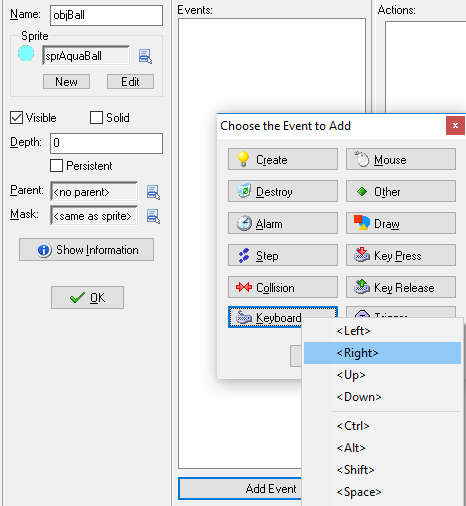 Name: objBall
Sprite
sprAquaBall
New Edit
Visible Solid
Depth: 0
Persistent
Parent: <no parent>
Mask: <same as sprite>
Show Information
OK
Events:
Add Event
Actions:
Choose the Event to Add
Create Mouse
Destroy Other
Alarm Draw
Step Key Press
Collision Key Release
Keyboard
<Left>
<Right>
<Up>
<Down>
<Ctrl>
<Alt>
<Shift>
<Space>